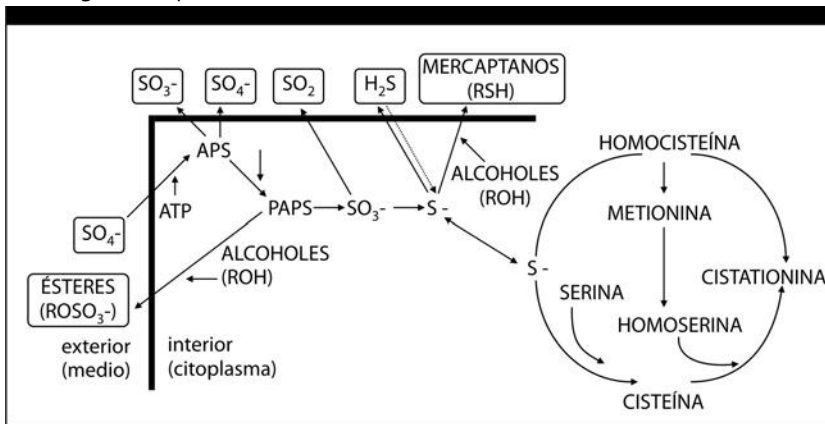 SO₃- SO₄- SO₂ H₂S MERCAPTANOS
(RSH)
APS
ALCOHOLES
(ROH)
HOMOCISTEÍNA
ATP
PAPS SO₃- S -
METIONINA
SO₄-
ALCOHOLES
(ROH)
S -
SERINA
CISTATIONINA
ÉSTERES
(ROSO₃-)
HOMOSERINA
exterior
(medio)
interior
(citoplasma)
CISTEÍNA